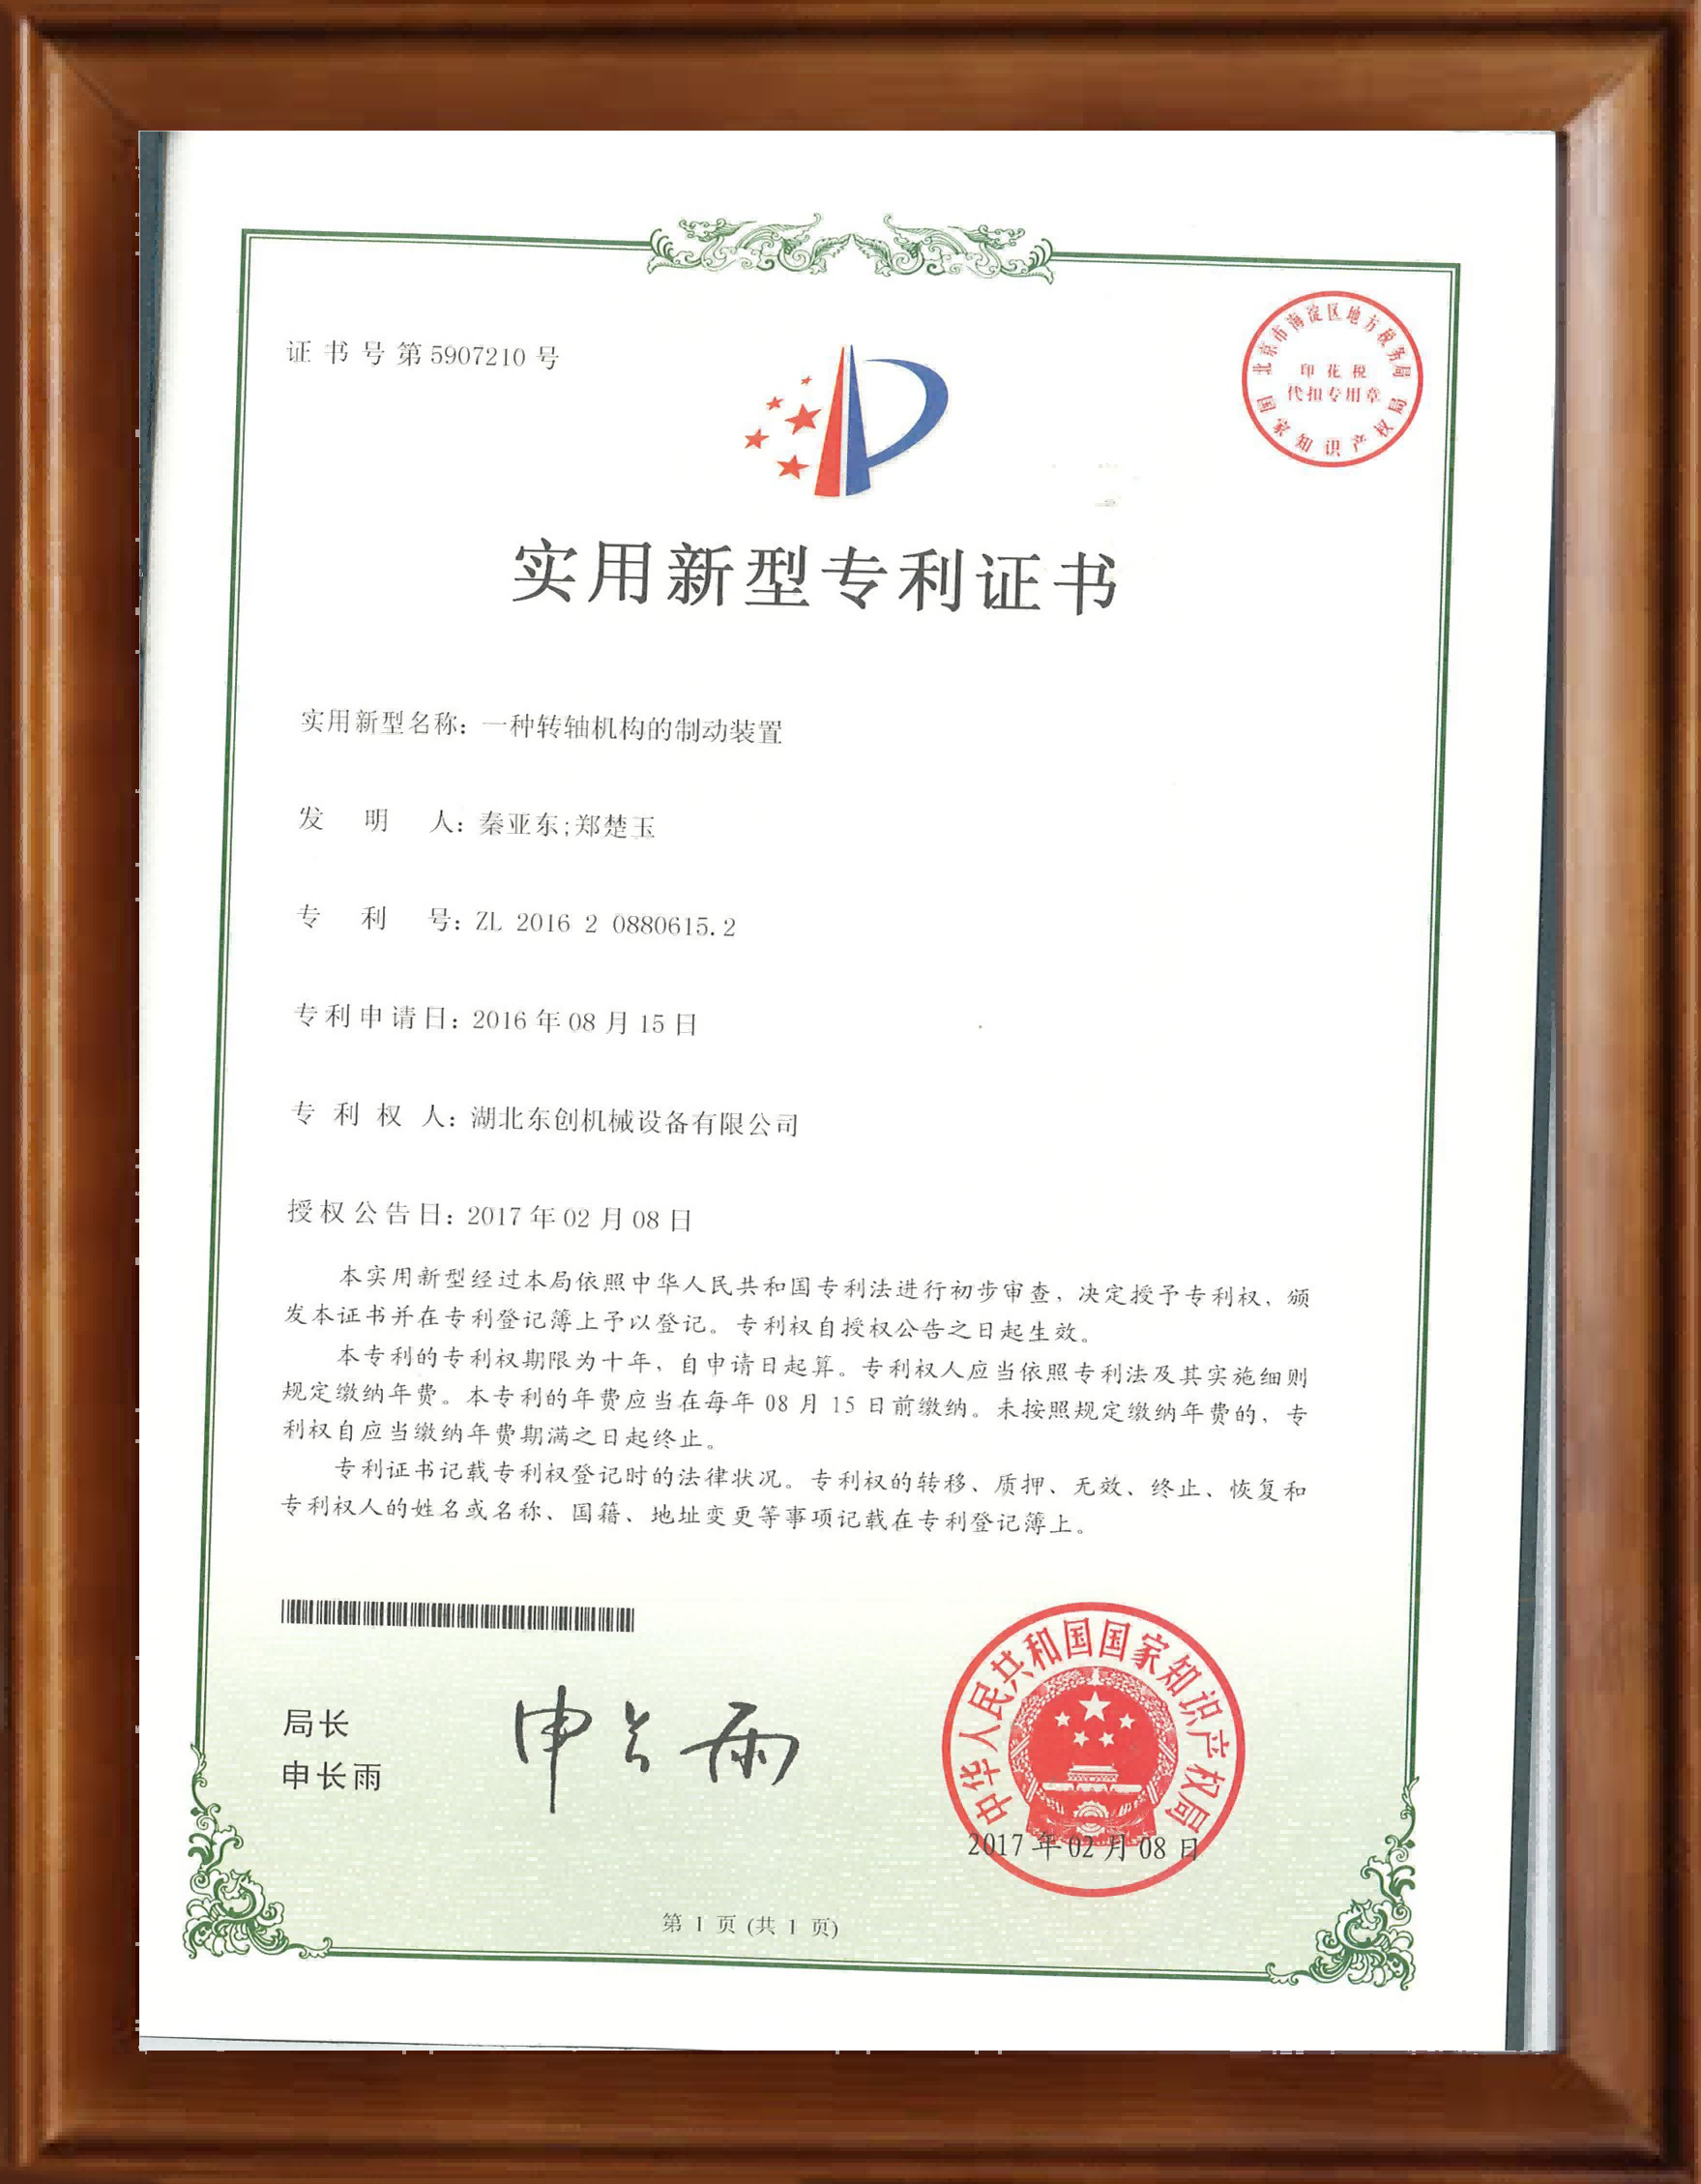 证书号第5907210号
北京市海淀区地方税务局
印花税
代扣专用章
国家知识产权局
实用新型专利证书
实用新型名称：一种转轴机构的制动装置
发明人：秦亚东;郑楚玉
专利号：ZL 2016 2 0880615.2
专利申请日：2016年08月15日
专利权人：湖北东创机械设备有限公司
授权公告日：2017年02月08日
本实用新型经过本局依照中华人民共和国专利法进行初步审查，决定授予专利权，颁
发本证书并在专利登记簿上予以登记。专利权自授权公告之日起生效。
本专利的专利权期限为十年，自申请日起算。专利权人应当依照专利法及其实施细则
规定缴纳年费。本专利的年费应当在每年08月15日前缴纳。未按照规定缴纳年费的，专
利权自应当缴纳年费期满之日起终止。
专利证书记载专利权登记时的法律状况。专利权的转移、质押、无效、终止、恢复和
专利权人的姓名或名称、国籍、地址变更等事项记载在专利登记簿上。
局长
申长雨
申长雨
中华人民共和国国家知识产权局
2017年02月08日
第1页(共1页)